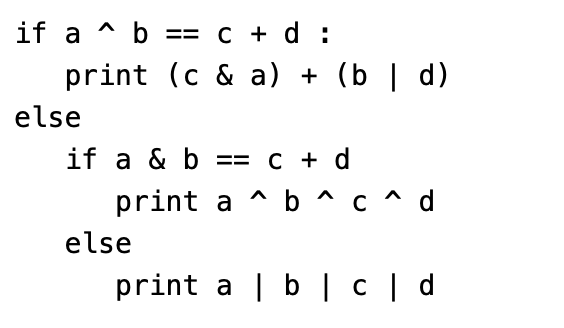 if a ^ b == c + d :
   print (c & a) + (b | d)
else
   if a & b == c + d
      print a ^ b ^ c ^ d
   else
      print a | b | c | d